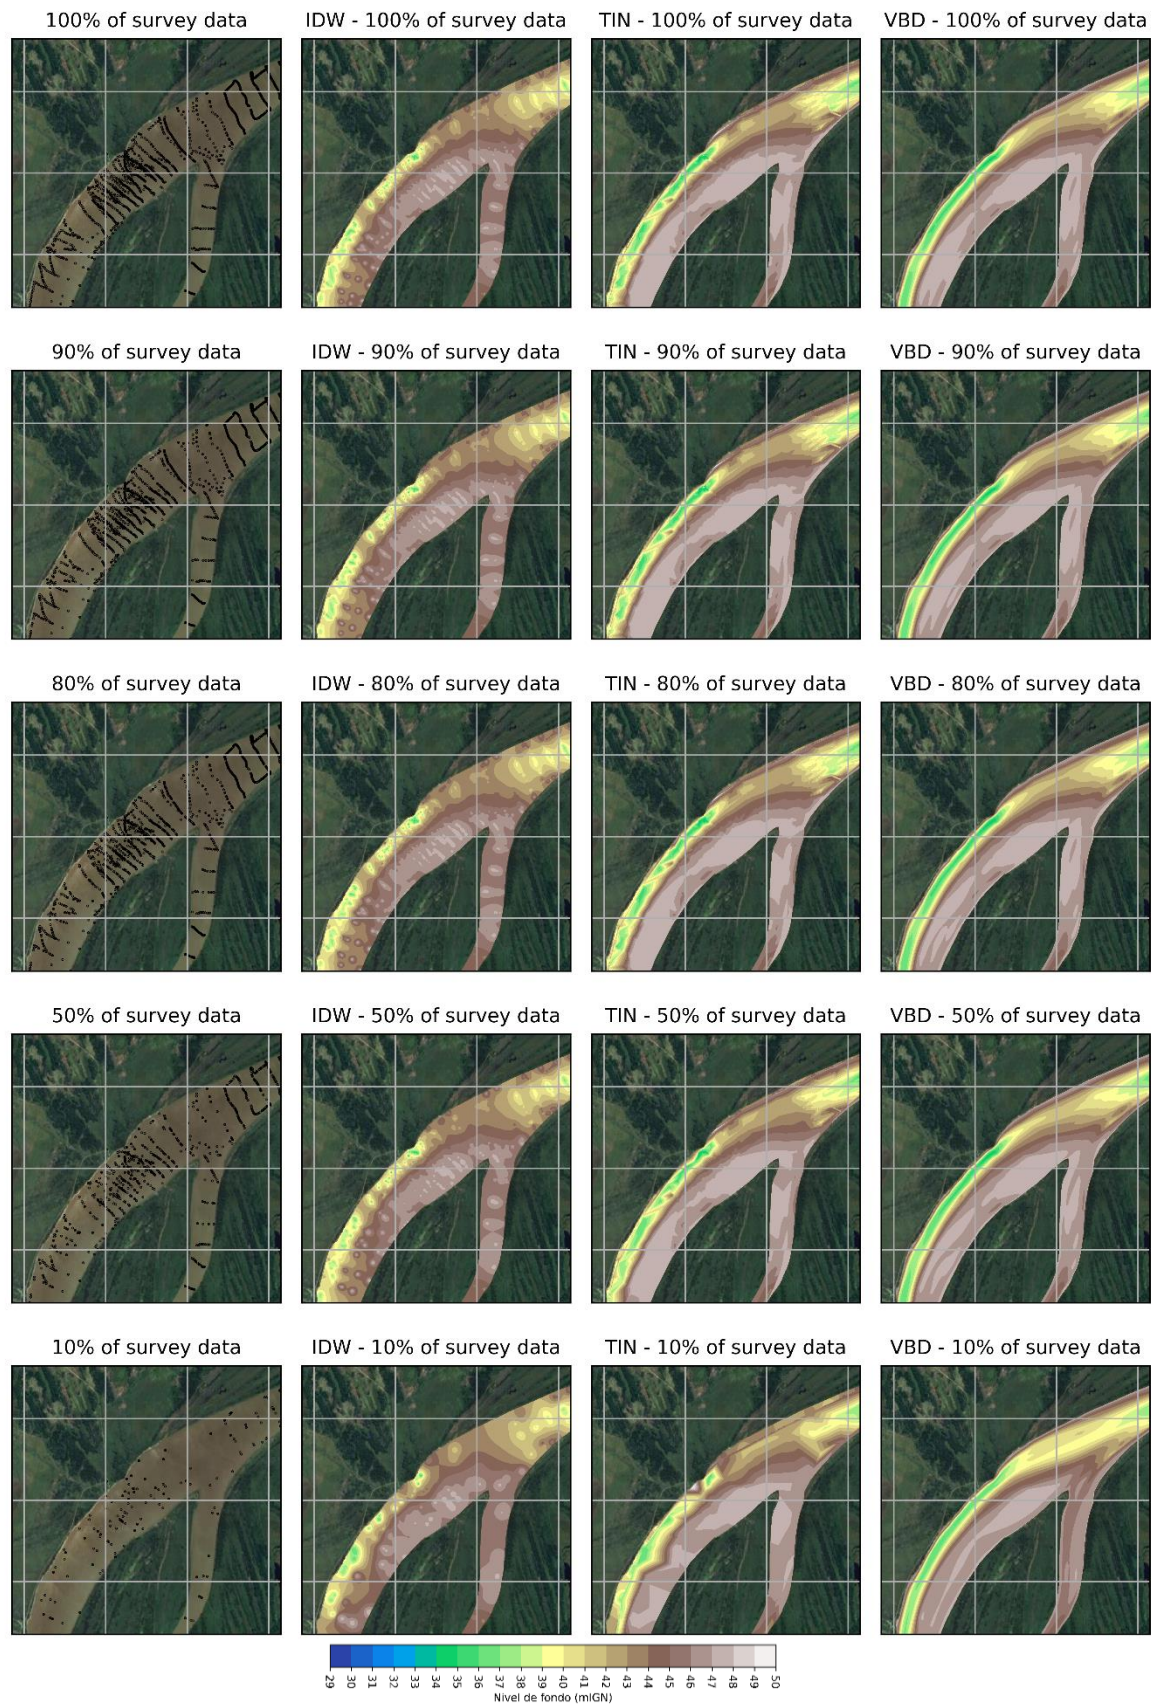 100% of survey data IDW - 100% of survey data TIN - 100% of survey data VBD - 100% of survey data
90% of survey data IDW - 90% of survey data TIN - 90% of survey data VBD - 90% of survey data
80% of survey data IDW - 80% of survey data TIN - 80% of survey data VBD - 80% of survey data
50% of survey data IDW - 50% of survey data TIN - 50% of survey data VBD - 50% of survey data
10% of survey data IDW - 10% of survey data TIN - 10% of survey data VBD - 10% of survey data
29 30 31 32 33 34 35 36 37 38 39 40 41 42 43 44 45 46 47 48 49 50
Nivel de fondo (mIGN)